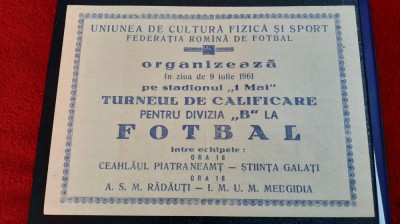 UNIUNEA DE CULTURĂ FIZICĂ ȘI SPORT
FEDERAȚIA ROMÎNĂ DE FOTBAL
organizează
în ziua de 9 iulie 1961
pe stadionul „1 Mai"
TURNEUL DE CALIFICARE
PENTRU DIVIZIA „B" LA
FOTBAL
între echipele:
ORA 16
CEAHLĂUL PIATRA NEAMȚ — ȘTIINȚA GALAȚI
ORA 18
A. S. M. RĂDĂUȚI — I. M. U. M. MEDGIDIA